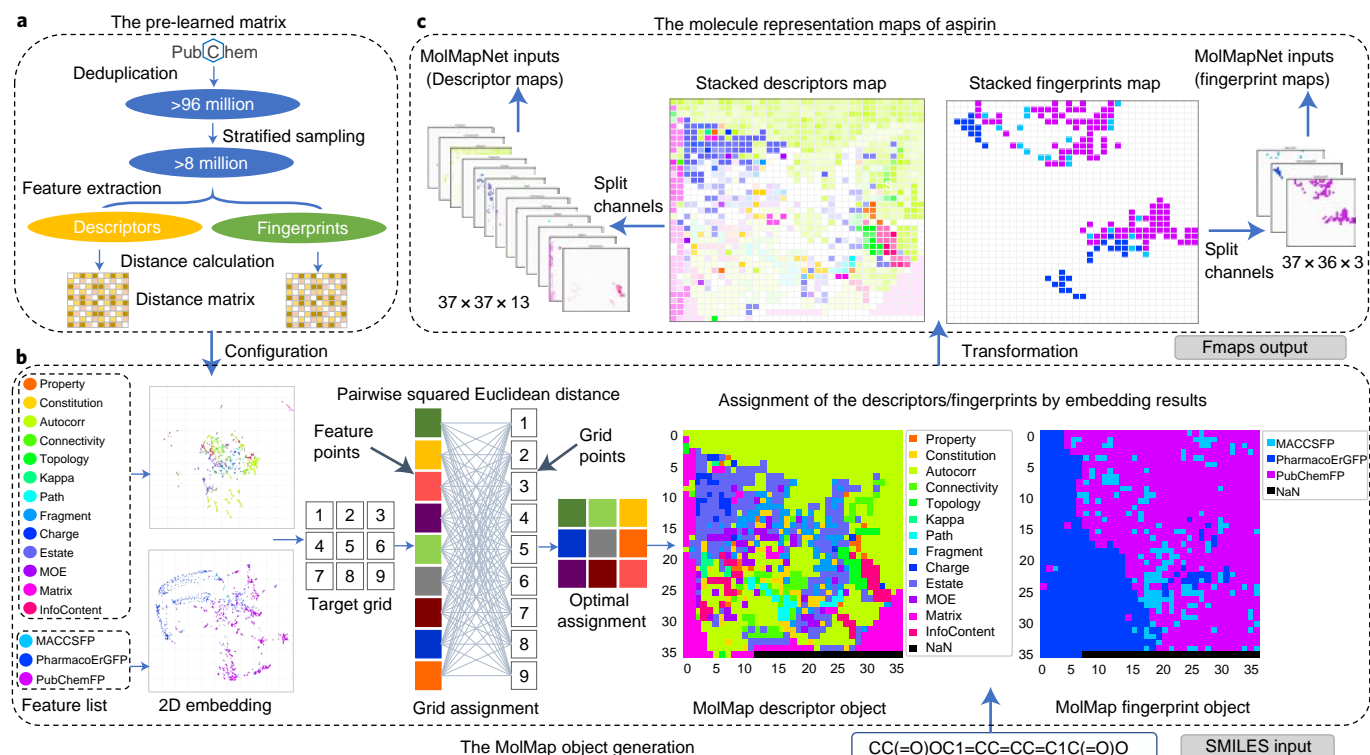 a
The pre-learned matrix
PubChem
Deduplication
>96 million
Stratified sampling
>8 million
Feature extraction
Descriptors
Fingerprints
Distance calculation
Distance matrix
Configuration
c
The molecule representation maps of aspirin
MolMapNet inputs
(Descriptor maps)
Stacked descriptors map
Stacked fingerprints map
MolMapNet inputs
(fingerprint maps)
Split
channels
37 × 37 × 13
Split
channels
37 × 36 × 3
Transformation
Fmaps output
b
Property
Constitution
Autocorr
Connectivity
Topology
Kappa
Path
Fragment
Charge
Estate
MOE
Matrix
InfoContent
MACCSFP
PharmacoErGFP
PubChemFP
Feature list
2D embedding
Pairwise squared Euclidean distance
Feature
points
Grid
points
1 2 3
4 5 6
7 8 9
Target grid
1
2
3
4
5
6
7
8
9
Grid assignment
Optimal
assignment
Assignment of the descriptors/fingerprints by embedding results
0
5
10
15
20
25
30
35
0 5 10 15 20 25 30 35
Property
Constitution
Autocorr
Connectivity
Topology
Kappa
Path
Fragment
Charge
Estate
MOE
Matrix
InfoContent
NaN
MolMap descriptor object
0
5
10
15
20
25
30
35
0 5 10 15 20 25 30 35
MACCSFP
PharmacoErGFP
PubChemFP
NaN
MolMap fingerprint object
The MolMap object generation
CC(=O)OC1=CC=CC=C1C(=O)O
SMILES input